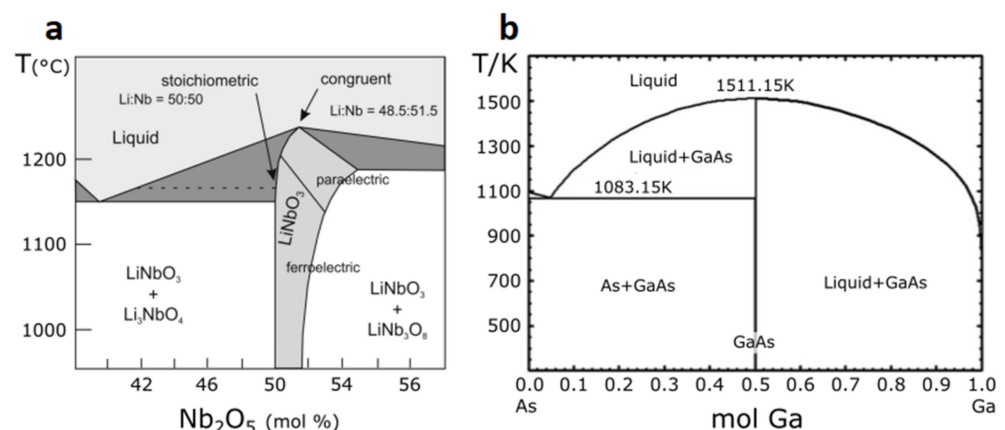 a
T(°C)
stoichiometric
Li:Nb = 50:50
congruent
Li:Nb = 48.5:51.5
Liquid
1200
paraelectric
LiNbO₃
1100
ferroelectric
LiNbO₃
+
Li₃NbO₄
LiNbO₃
+
LiNb₃O₈
1000
42 46 50 54 56
Nb₂O₅ (mol %)
b
T/K
Liquid
1511.15K
1500
1300
Liquid+GaAs
1100
1083.15K
900
700
As+GaAs
Liquid+GaAs
500
GaAs
0.0 0.1 0.2 0.3 0.4 0.5 0.6 0.7 0.8 0.9 1.0
As
Ga
mol Ga